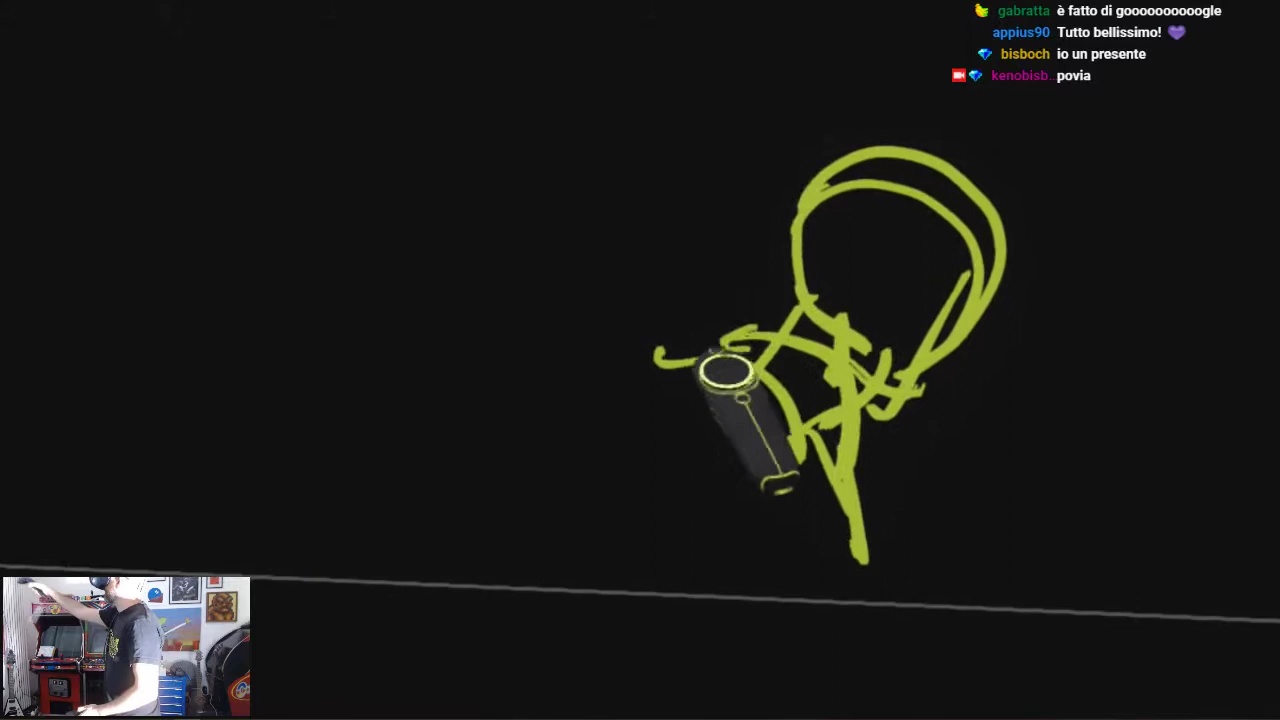 gabratta è fatto di goooooooooogle
appius90 Tutto bellissimo! 💜
bisboch io un presente
kenobisb.. povia